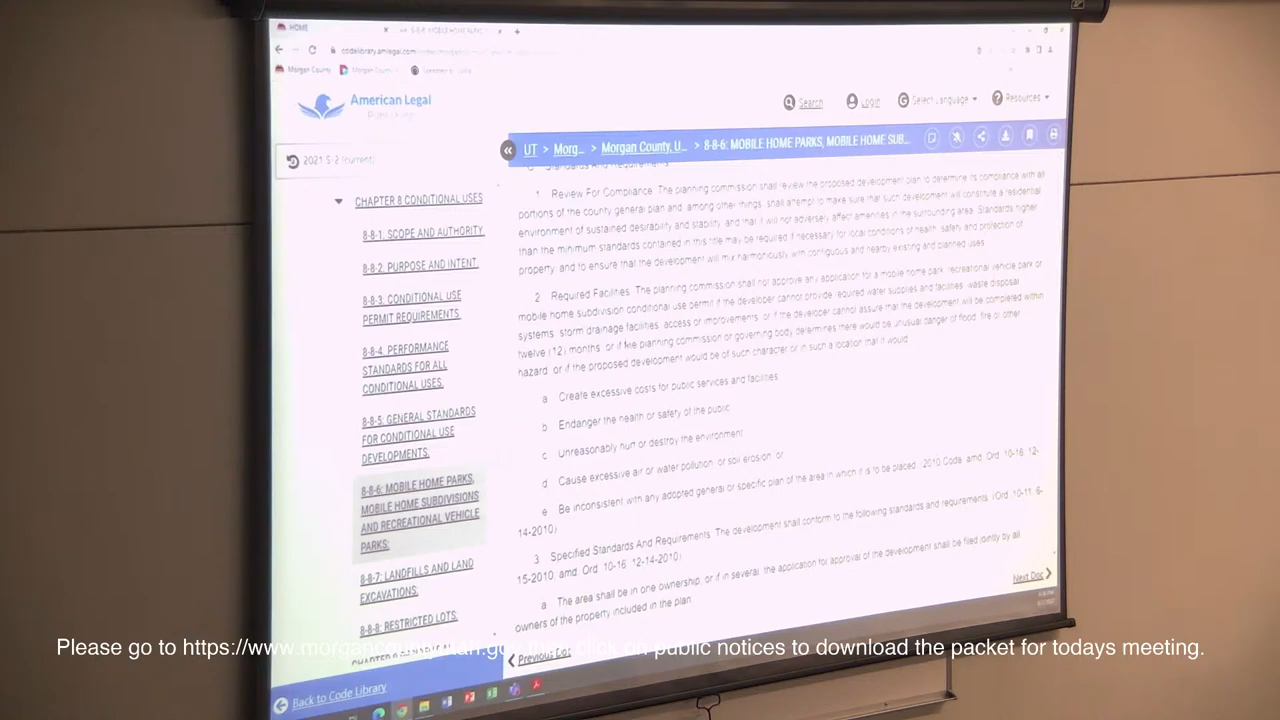 HOME
8-8-6: MOBILE HOME PARKS,
codelibrary.amlegal.com
Morgan County
Morgan County
American Legal
Search
Login
Select Language
Resources
2021 S-2 (current)
UT > Morg... > Morgan County, U... > 8-8-6: MOBILE HOME PARKS, MOBILE HOME SUB...
CHAPTER 8 CONDITIONAL USES
8-8-1: SCOPE AND AUTHORITY:
8-8-2: PURPOSE AND INTENT:
8-8-3: CONDITIONAL USE
PERMIT REQUIREMENTS:
8-8-4: PERFORMANCE
STANDARDS FOR ALL
CONDITIONAL USES:
8-8-5: GENERAL STANDARDS
FOR CONDITIONAL USE
DEVELOPMENTS:
8-8-6: MOBILE HOME PARKS,
MOBILE HOME SUBDIVISIONS
AND RECREATIONAL VEHICLE
PARKS:
8-8-7: LANDFILLS AND LAND
EXCAVATIONS:
8-8-8: RESTRICTED LOTS:
Back to Code Library
C. Standards And Requirements:
1. Review For Compliance: The planning commission shall review the proposed development plan to determine its compliance with all
portions of the county general plan and, among other things, shall attempt to make sure that such development will constitute a residential
environment of sustained desirability and stability, and that it will not adversely affect amenities in the surrounding area. Standards higher
than the minimum standards contained in this title may be required if necessary for local conditions of health, safety and protection of
property, and to ensure that the development will mix harmoniously with contiguous and nearby existing and planned uses.
2. Required Facilities: The planning commission shall not approve any application for a mobile home park, recreational vehicle park or
mobile home subdivision conditional use permit if the developer cannot provide required water supplies and facilities, waste disposal
systems, storm drainage facilities, access or improvements, or if the developer cannot assure that the development will be completed within
twelve (12) months, or if the planning commission or governing body determines there would be unusual danger of flood, fire or other
hazard, or if the proposed development would be of such character or in such a location that it would:
a. Create excessive costs for public services and facilities;
b. Endanger the health or safety of the public;
c. Unreasonably hurt or destroy the environment;
d. Cause excessive air or water pollution, or soil erosion; or
e. Be inconsistent with any adopted general or specific plan of the area in which it is to be placed. (2010 Code; amd. Ord. 10-16, 12-
14-2010)
3. Specified Standards And Requirements: The development shall conform to the following standards and requirements: (Ord. 10-11, 6-
15-2010; amd. Ord. 10-16, 12-14-2010)
a. The area shall be in one ownership, or if in several, the application for approval of the development shall be filed jointly by all
owners of the property included in the plan.
Previous Doc
Next Doc
Please go to https://www.morgancountyutah.gov then click on public notices to download the packet for todays meeting.